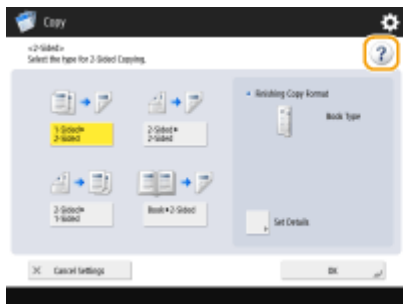 Copy
<2-Sided>
Select the type for 2-Sided Copying.
?
1-Sided▸
2-Sided
2-Sided▸
2-Sided
Finishing Copy Format
Book Type
2-Sided▸
1-Sided
Book▸2-Sided
Set Details
Cancel Settings
OK